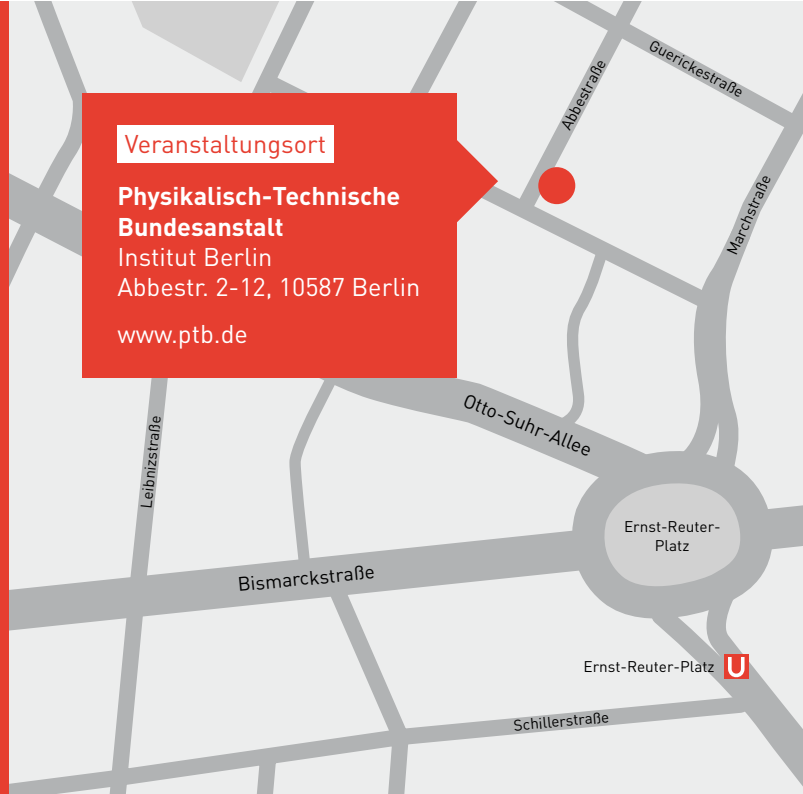 Guerickestraße
Abbestraße
Veranstaltungsort
Physikalisch-Technische
Bundesanstalt
Institut Berlin
Abbestr. 2-12, 10587 Berlin
www.ptb.de
Marchstraße
Otto-Suhr-Allee
Leibnizstraße
Ernst-Reuter-
Platz
Bismarckstraße
Ernst-Reuter-Platz U
Schillerstraße